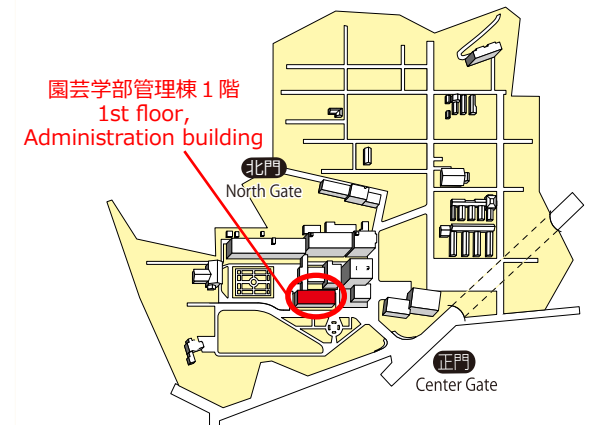 園芸学部管理棟１階
1st floor,
Administration building
北門
North Gate
正門
Center Gate